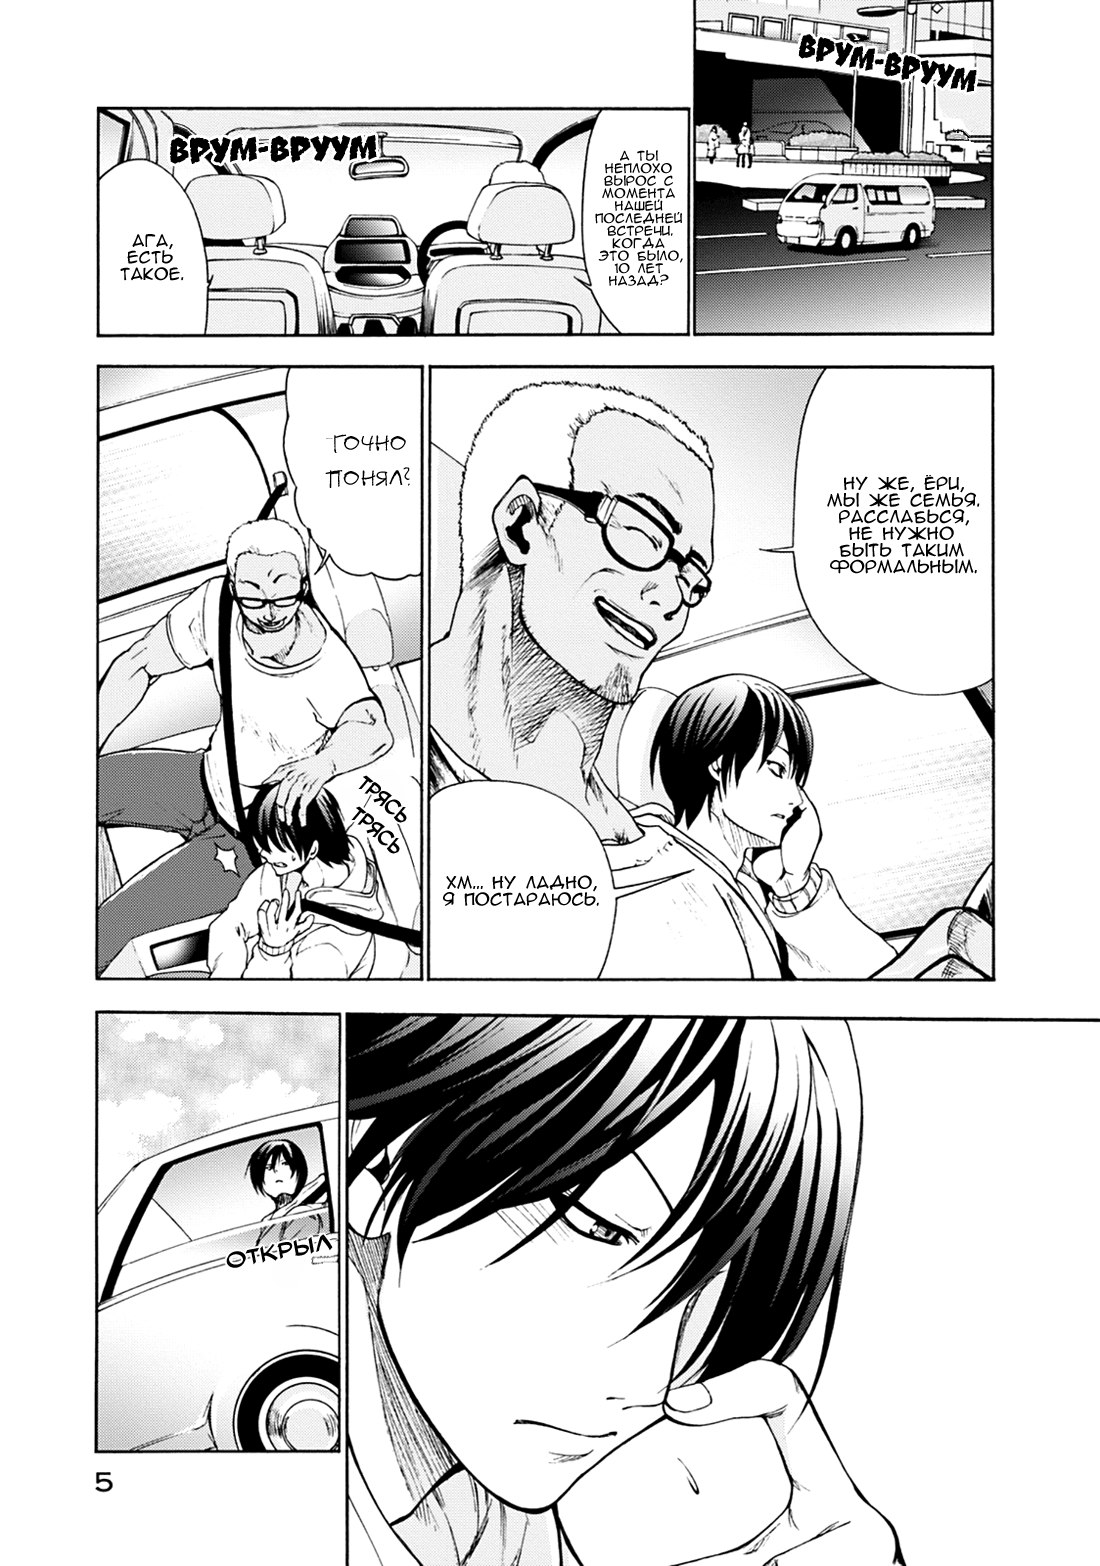 ВРУМ-ВРУУМ
А ТЫ
НЕПЛОХО
ВЫРОС С
МОМЕНТА
НАШЕЙ
ПОСЛЕДНЕЙ
ВСТРЕЧИ.
КОГДА
ЭТО БЫЛО,
10 ЛЕТ
НАЗАД?
ВРУМ-ВРУУМ
АГА,
ЕСТЬ
ТАКОЕ.
НУ ЖЕ, ЁРИ,
МЫ ЖЕ СЕМЬЯ.
РАССЛАБЬСЯ,
НЕ НУЖНО
БЫТЬ ТАКИМ
ФОРМАЛЬНЫМ.
ХМ... НУ ЛАДНО,
Я ПОСТАРАЮСЬ.
ТОЧНО
ПОНЯЛ?
ТРЯСЬ
ТРЯСЬ
ОТКРЫЛ
5